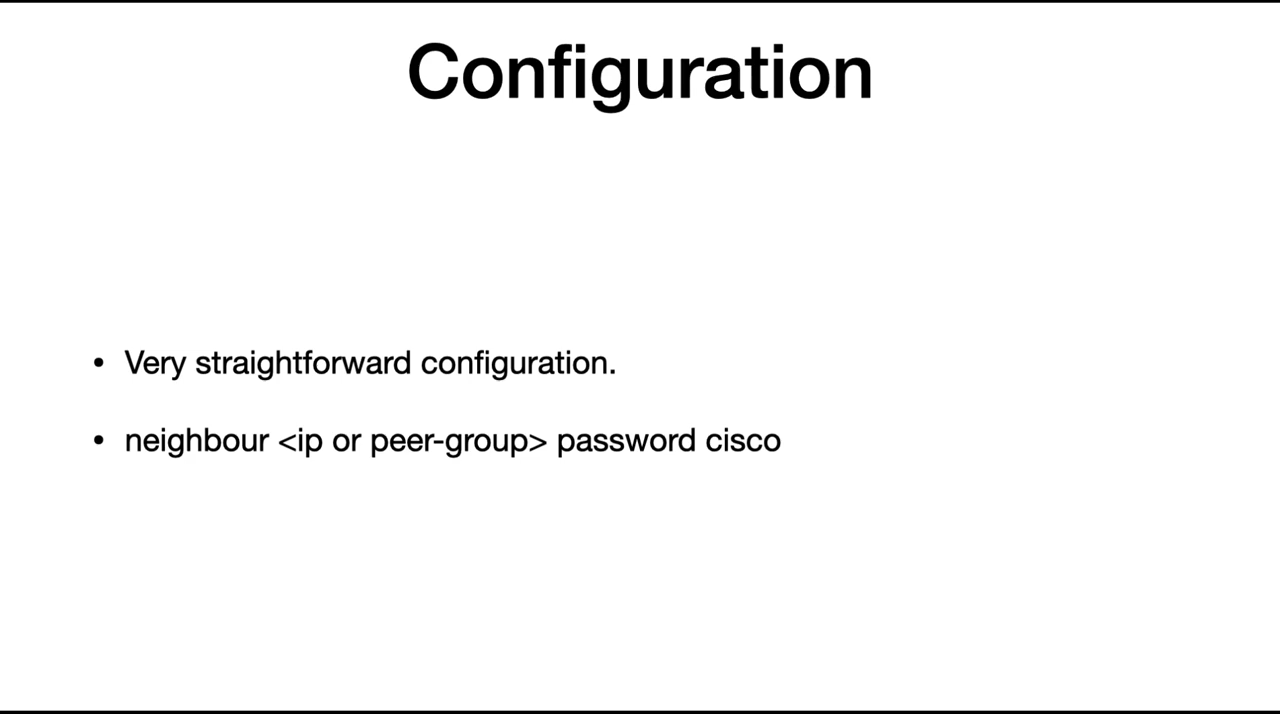 Configuration
• Very straightforward configuration.
• neighbour <ip or peer-group> password cisco